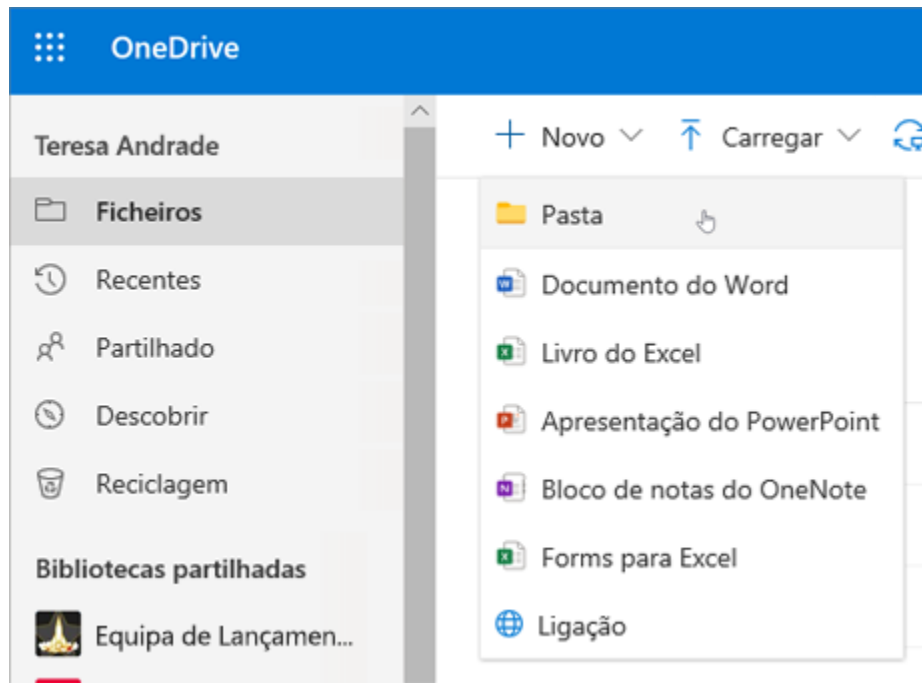 OneDrive
Teresa Andrade
Ficheiros
Recentes
Partilhado
Descobrir
Reciclagem
Bibliotecas partilhadas
Equipa de Lançamen...
Novo
Carregar
Pasta
Documento do Word
Livro do Excel
Apresentação do PowerPoint
Bloco de notas do OneNote
Forms para Excel
Ligação